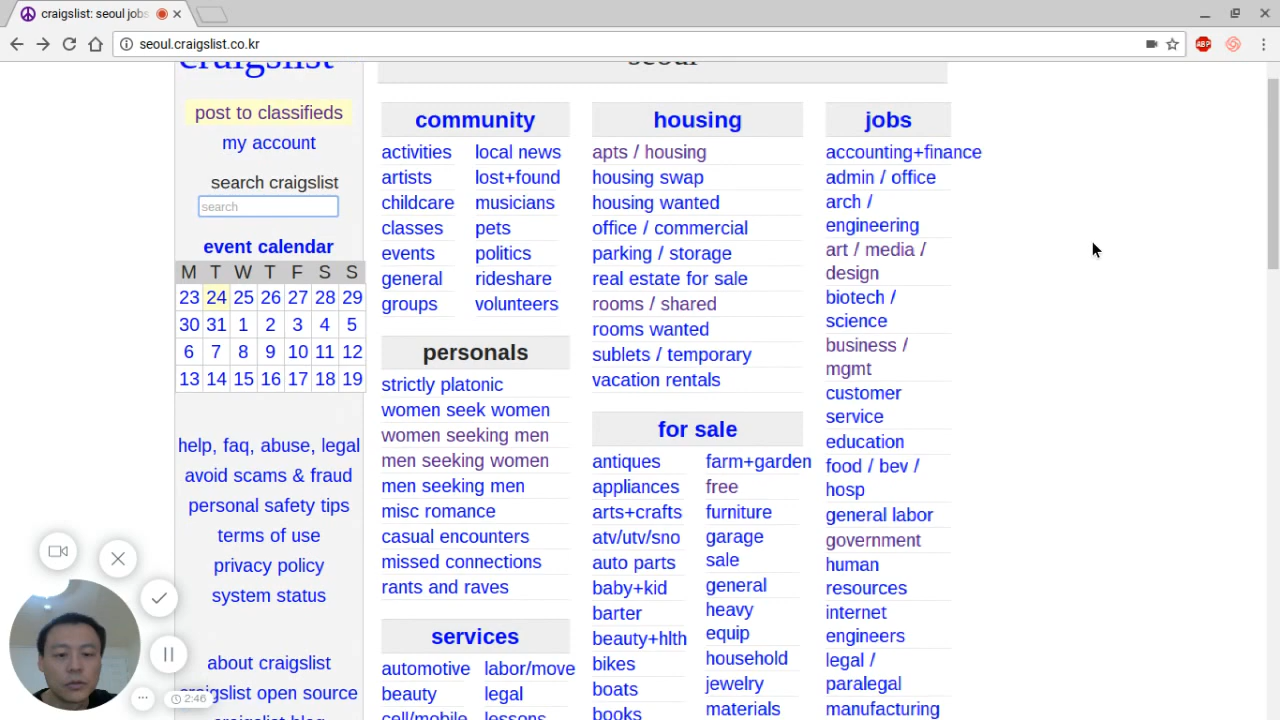 craigslist: seoul jobs
seoul.craigslist.co.kr
ABP
craigslist
post to classifieds
my account
search craigslist
search
event calendar
M T W T F S S
23 24 25 26 27 28 29
30 31 1 2 3 4 5
6 7 8 9 10 11 12
13 14 15 16 17 18 19
help, faq, abuse, legal
avoid scams & fraud
personal safety tips
terms of use
privacy policy
system status
about craigslist
craigslist open source
craigslist blog
2:46
seoul
community
activities
artists
childcare
classes
events
general
groups
local news
lost+found
musicians
pets
politics
rideshare
volunteers
personals
strictly platonic
women seek women
women seeking men
men seeking women
men seeking men
misc romance
casual encounters
missed connections
rants and raves
services
automotive
beauty
cell/mobile
labor/move
legal
lessons
housing
apts / housing
housing swap
housing wanted
office / commercial
parking / storage
real estate for sale
rooms / shared
rooms wanted
sublets / temporary
vacation rentals
for sale
antiques
appliances
arts+crafts
atv/utv/sno
auto parts
baby+kid
barter
beauty+hlth
bikes
boats
books
farm+garden
free
furniture
garage
sale
general
heavy
equip
household
jewelry
materials
jobs
accounting+finance
admin / office
arch /
engineering
art / media /
design
biotech /
science
business /
mgmt
customer
service
education
food / bev /
hosp
general labor
government
human
resources
internet
engineers
legal /
paralegal
manufacturing